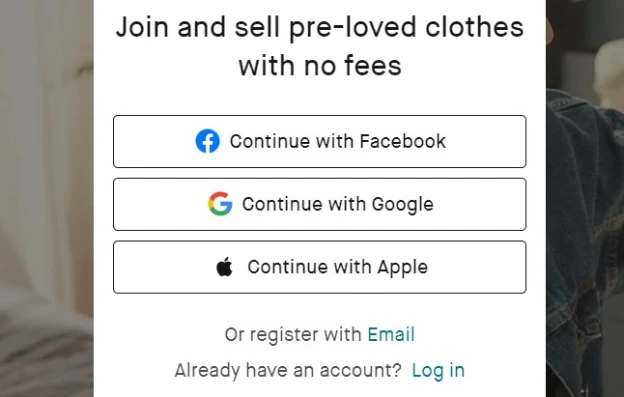 Join and sell pre-loved clothes
with no fees
Continue with Facebook
Continue with Google
Continue with Apple
Or register with Email
Already have an account? Log in